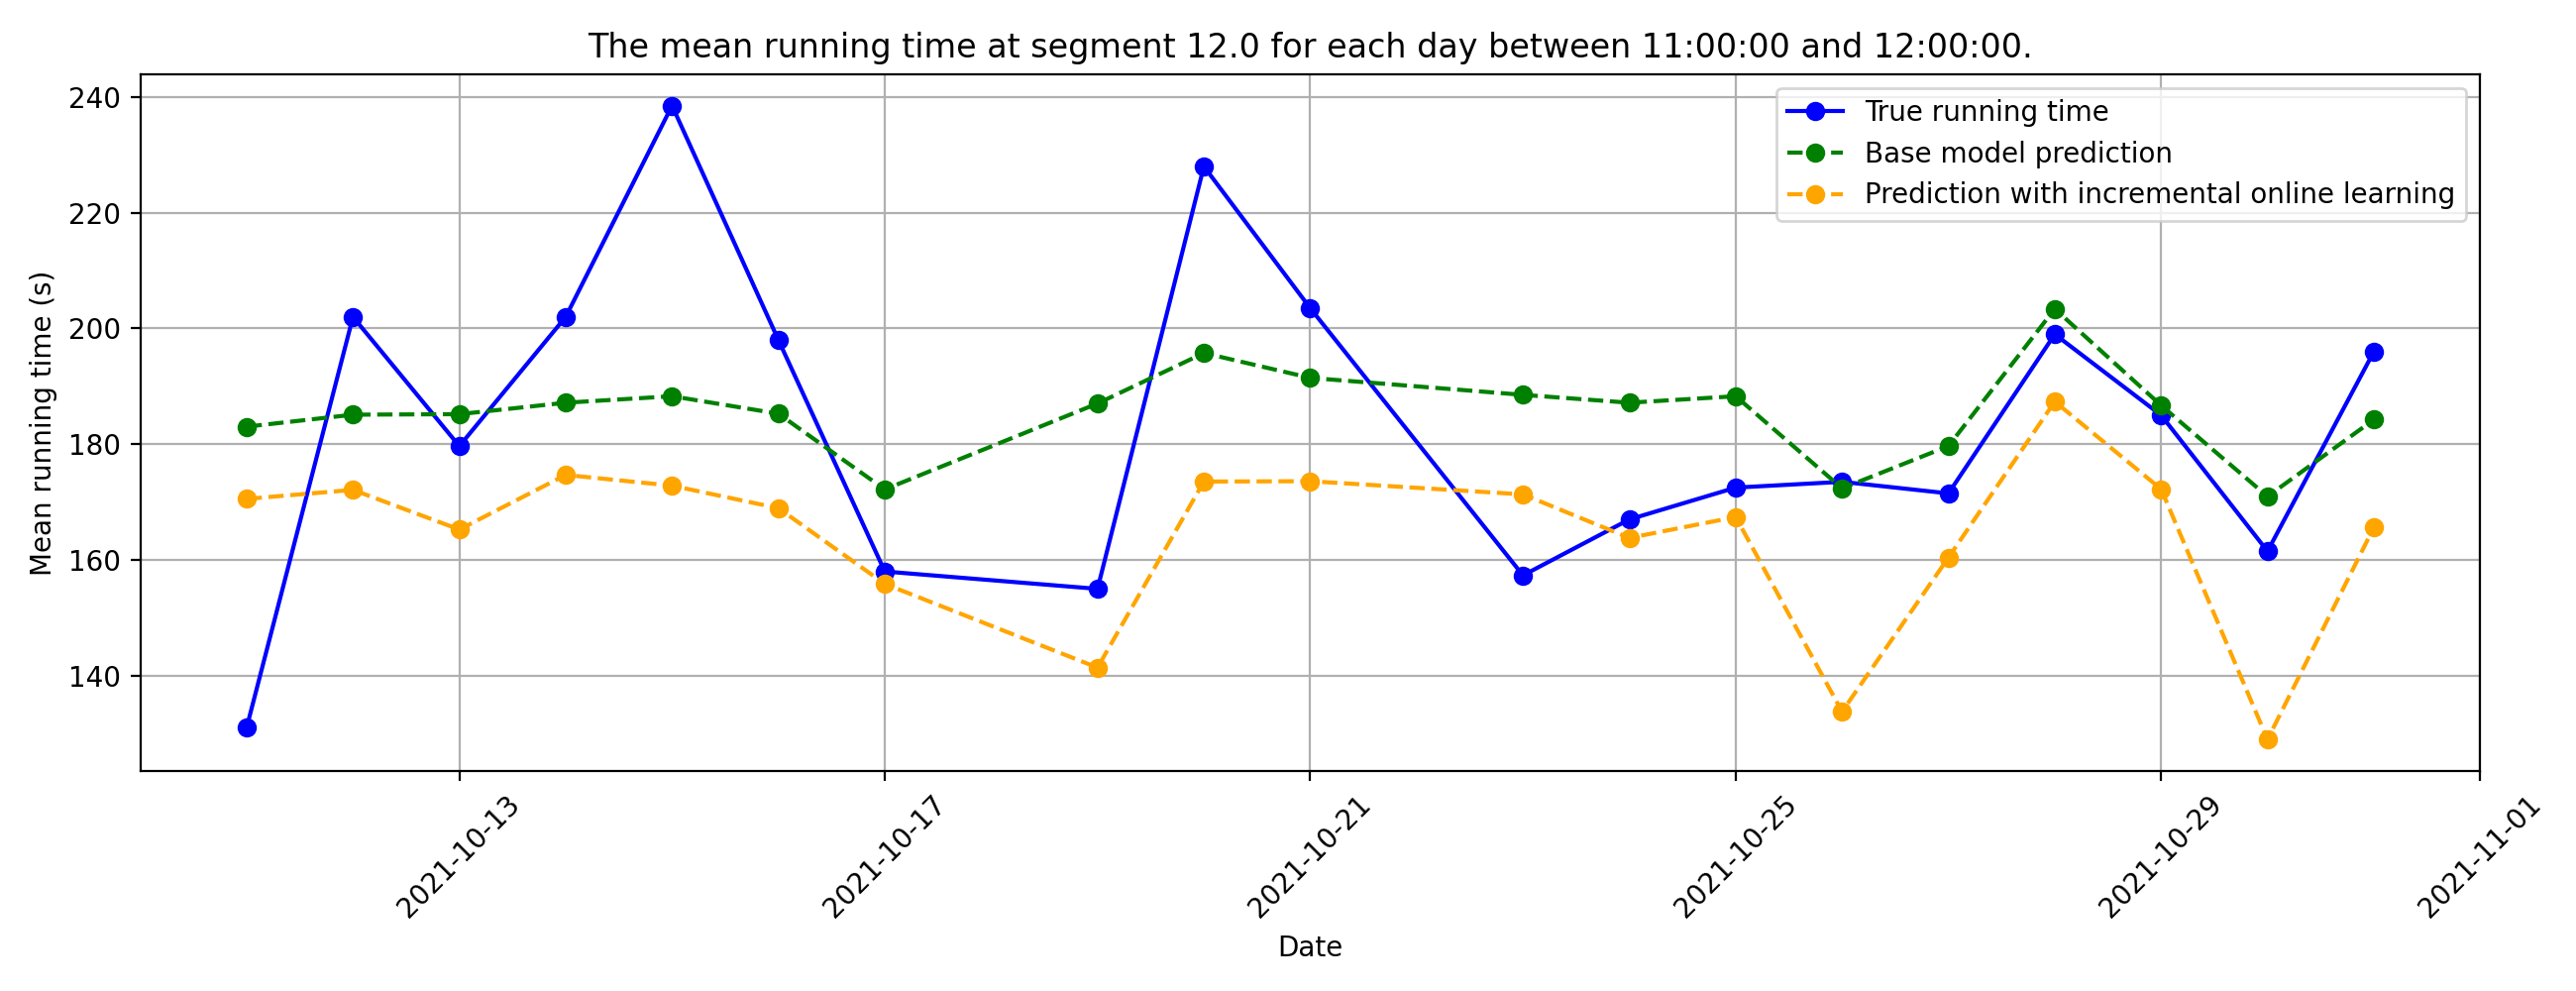 The mean running time at segment 12.0 for each day between 11:00:00 and 12:00:00.
240
220
200
180
160
140
Mean running time (s)
True running time
Base model prediction
Prediction with incremental online learning
2021-10-13
2021-10-17
2021-10-21
2021-10-25
2021-10-29
2021-11-01
Date